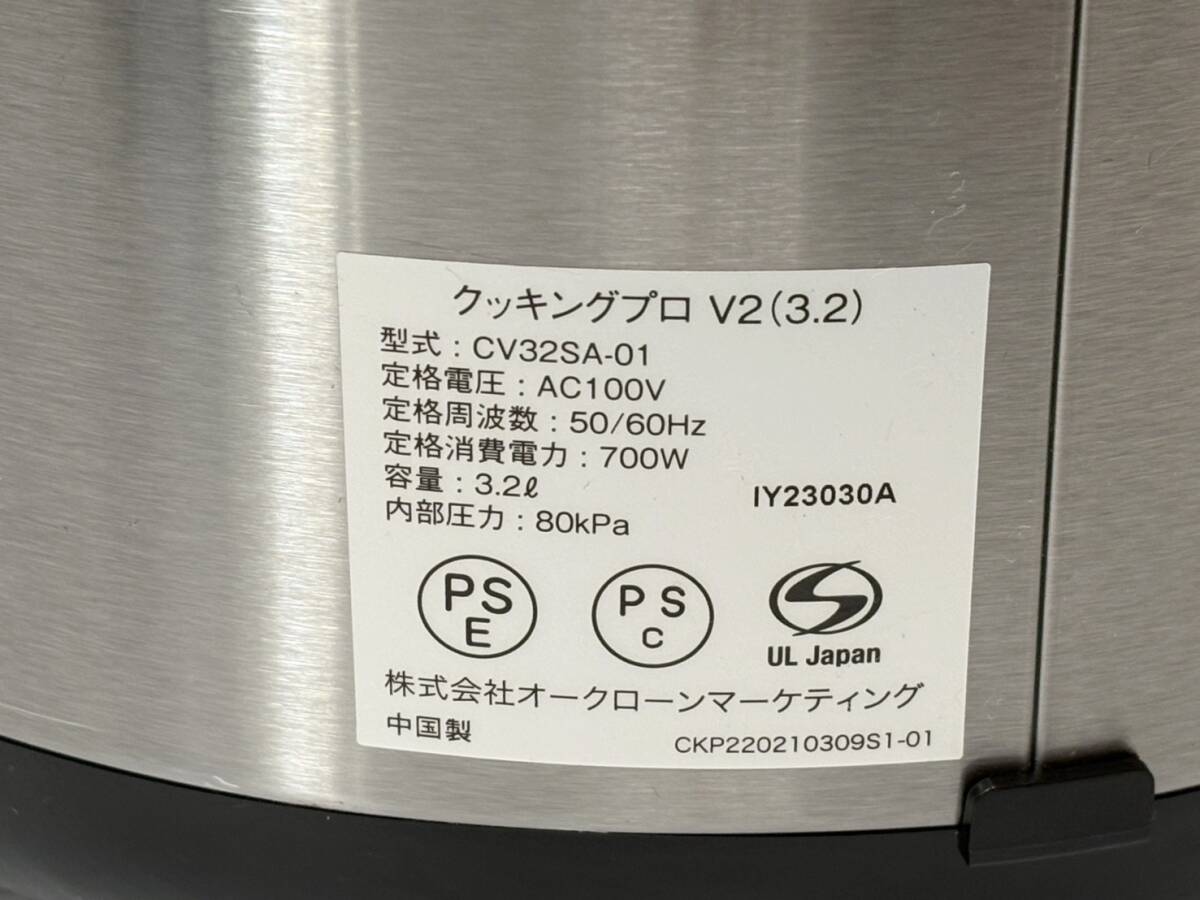 クッキングプロ V2(3.2)
型式 : CV32SA-01
定格電圧 : AC100V
定格周波数 : 50/60Hz
定格消費電力 : 700W
容量 : 3.2ℓ
内部圧力 : 80kPa
IY23030A
PS
E
PS
C
UL Japan
株式会社オークローンマーケティング
中国製
CKP220210309S1-01